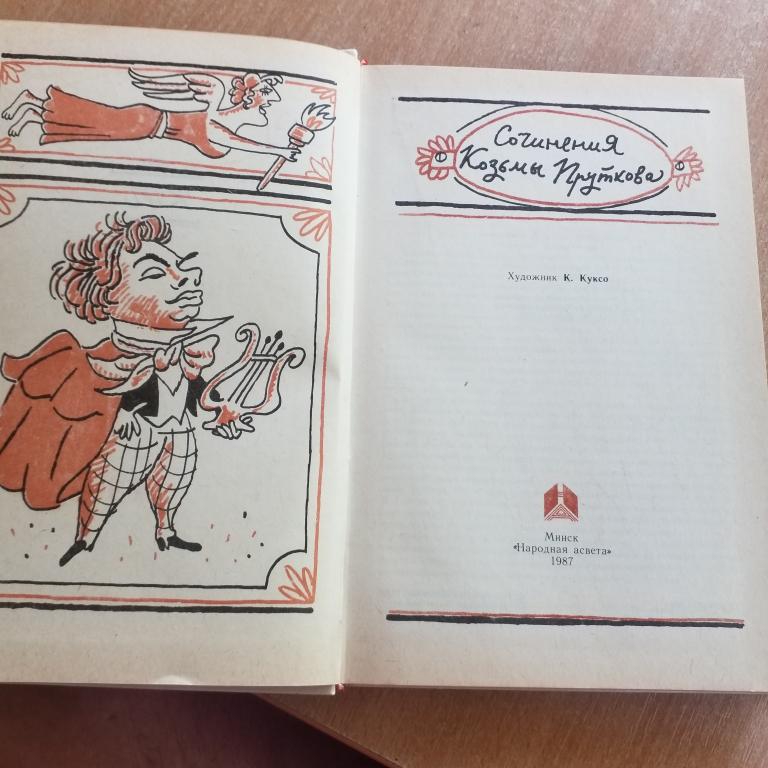 Сочинения
Козьмы Пруткова
Художник К. Куксо
Минск
«Народная асвета»
1987